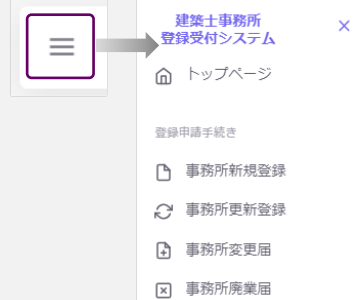 建築士事務所
登録受付システム
トップページ
登録申請手続き
事務所新規登録
事務所更新登録
事務所変更届
事務所廃業届